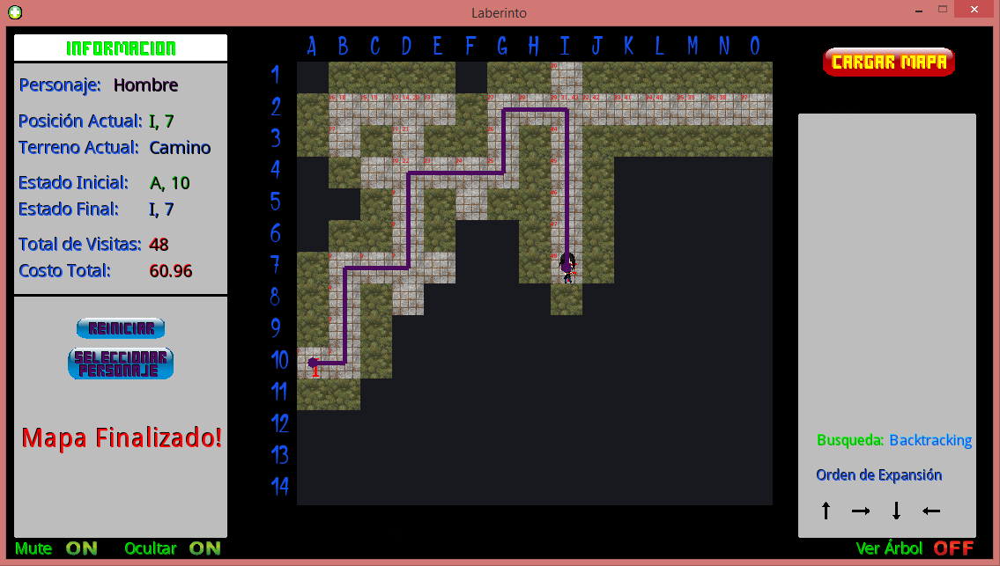 Laberinto
INFORMACION
Personaje: Hombre
Posición Actual: I, 7
Terreno Actual: Camino
Estado Inicial: A, 10
Estado Final: I, 7
Total de Visitas: 48
Costo Total: 60.96
REINICIAR
SELECCIONAR
PERSONAJE
Mapa Finalizado!
Mute ON Ocultar ON
A B C D E F G H I J K L M N O
1
2
3
4
5
6
7
8
9
10
11
12
13
14
I
CARGAR MAPA
Busqueda: Backtracking
Orden de Expansión
↑ → ↓ ←
Ver Árbol OFF